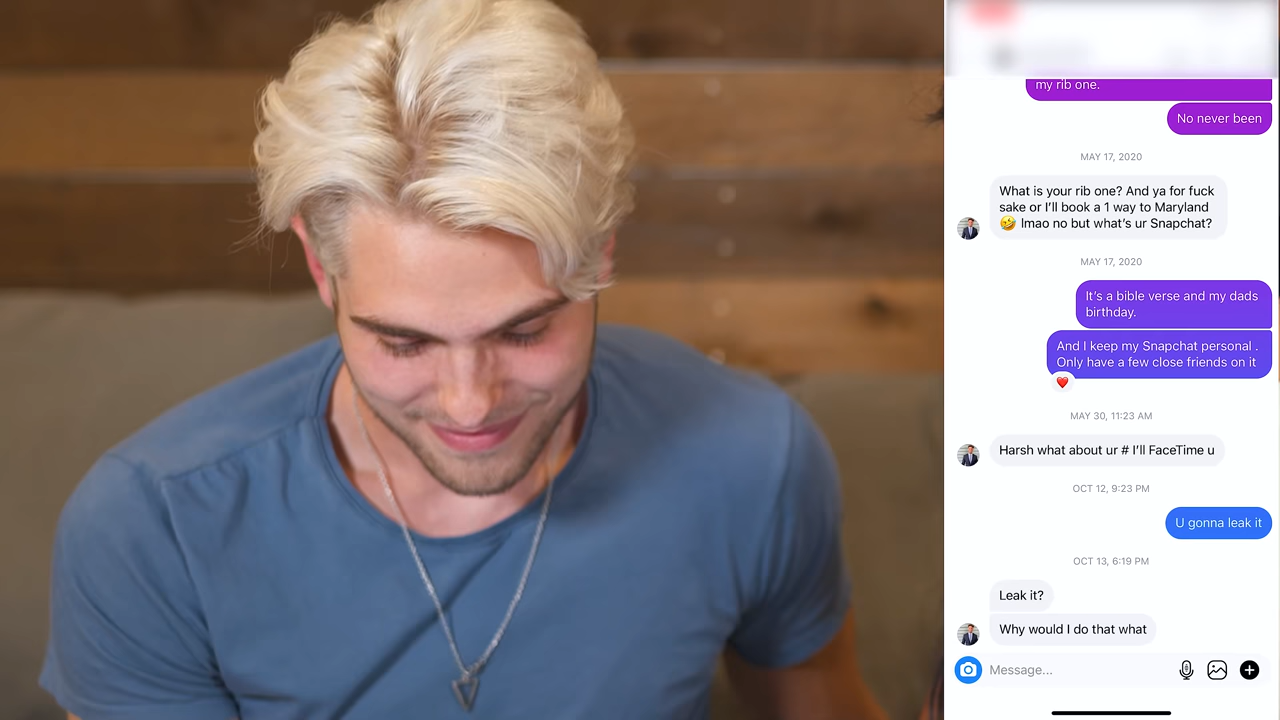 my rib one.
No never been
MAY 17, 2020
What is your rib one? And ya for fuck
sake or I'll book a 1 way to Maryland
🤣 lmao no but what's ur Snapchat?
MAY 17, 2020
It's a bible verse and my dads
birthday.
And I keep my Snapchat personal .
Only have a few close friends on it
MAY 30, 11:23 AM
Harsh what about ur # I'll FaceTime u
OCT 12, 9:23 PM
U gonna leak it
OCT 13, 6:19 PM
Leak it?
Why would I do that what
Message...